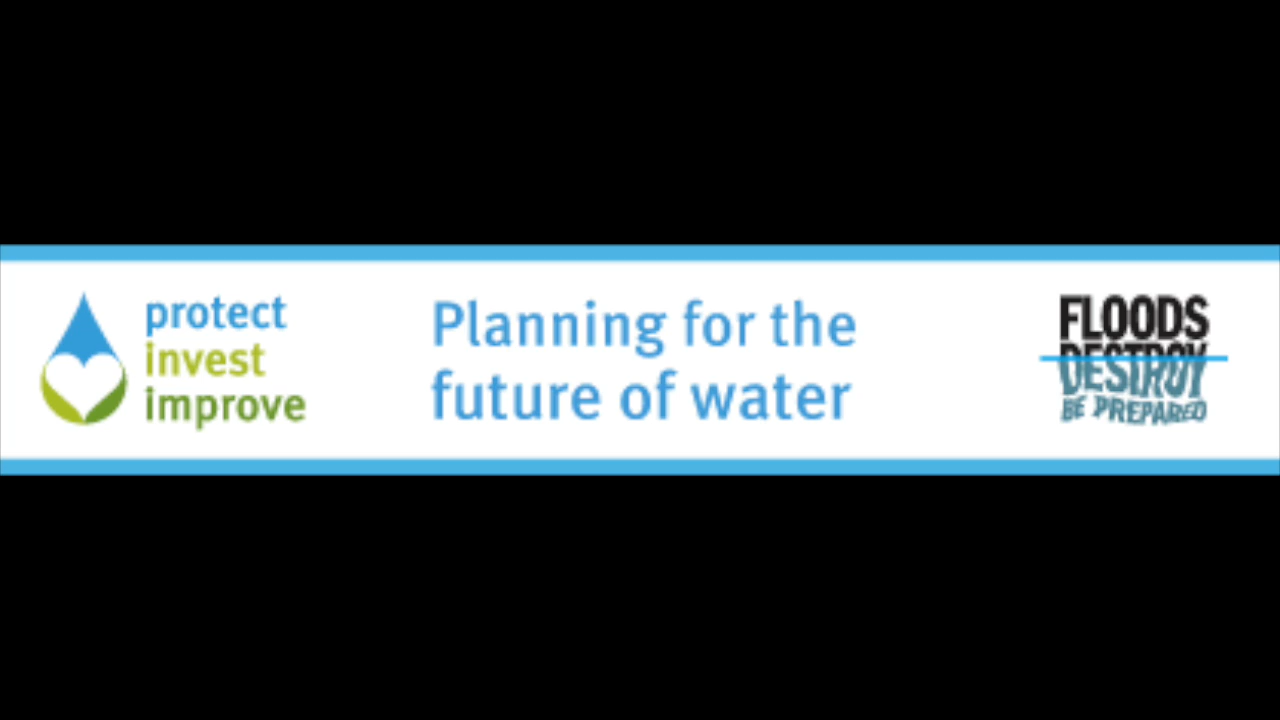 protect
invest
improve
Planning for the
future of water
FLOODS
DESTROY
BE PREPARED